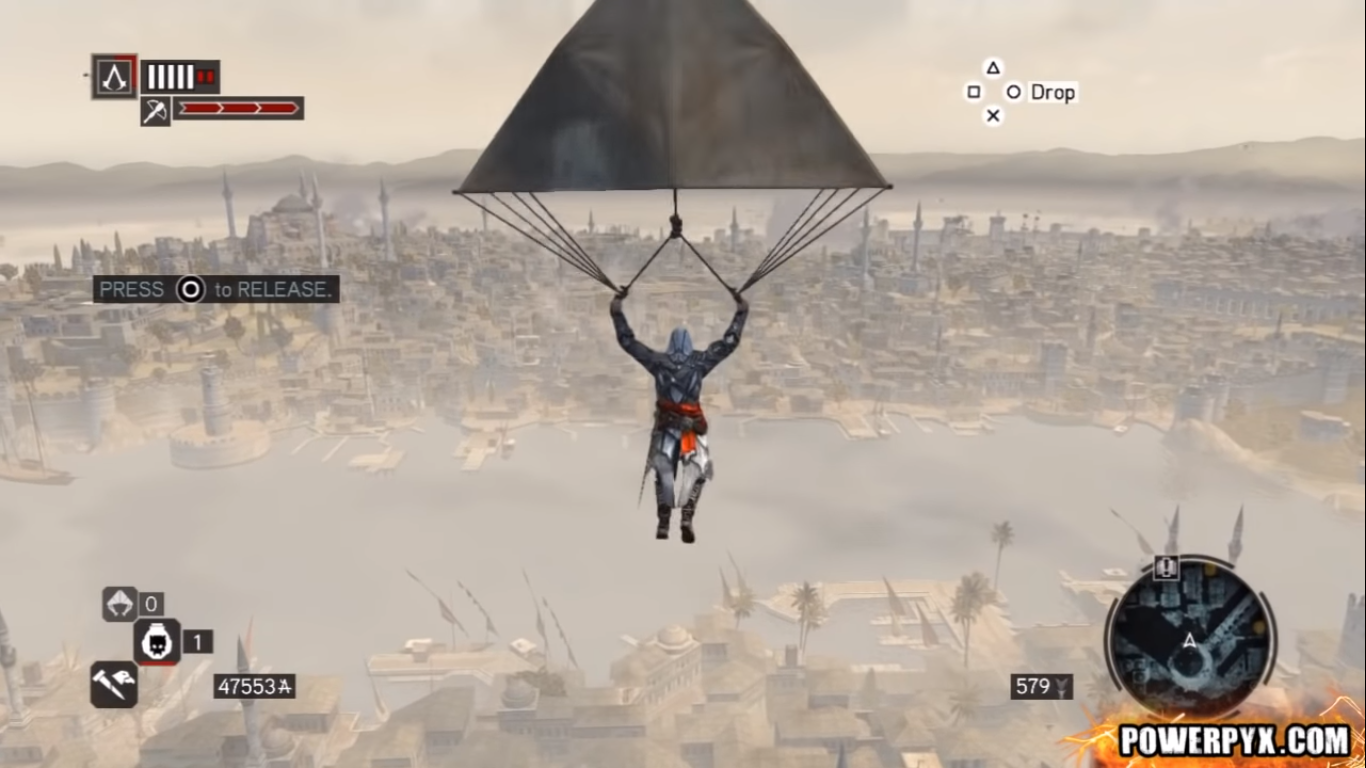 Drop
PRESS O to RELEASE.
0
1
47553
579
POWERPYX.COM